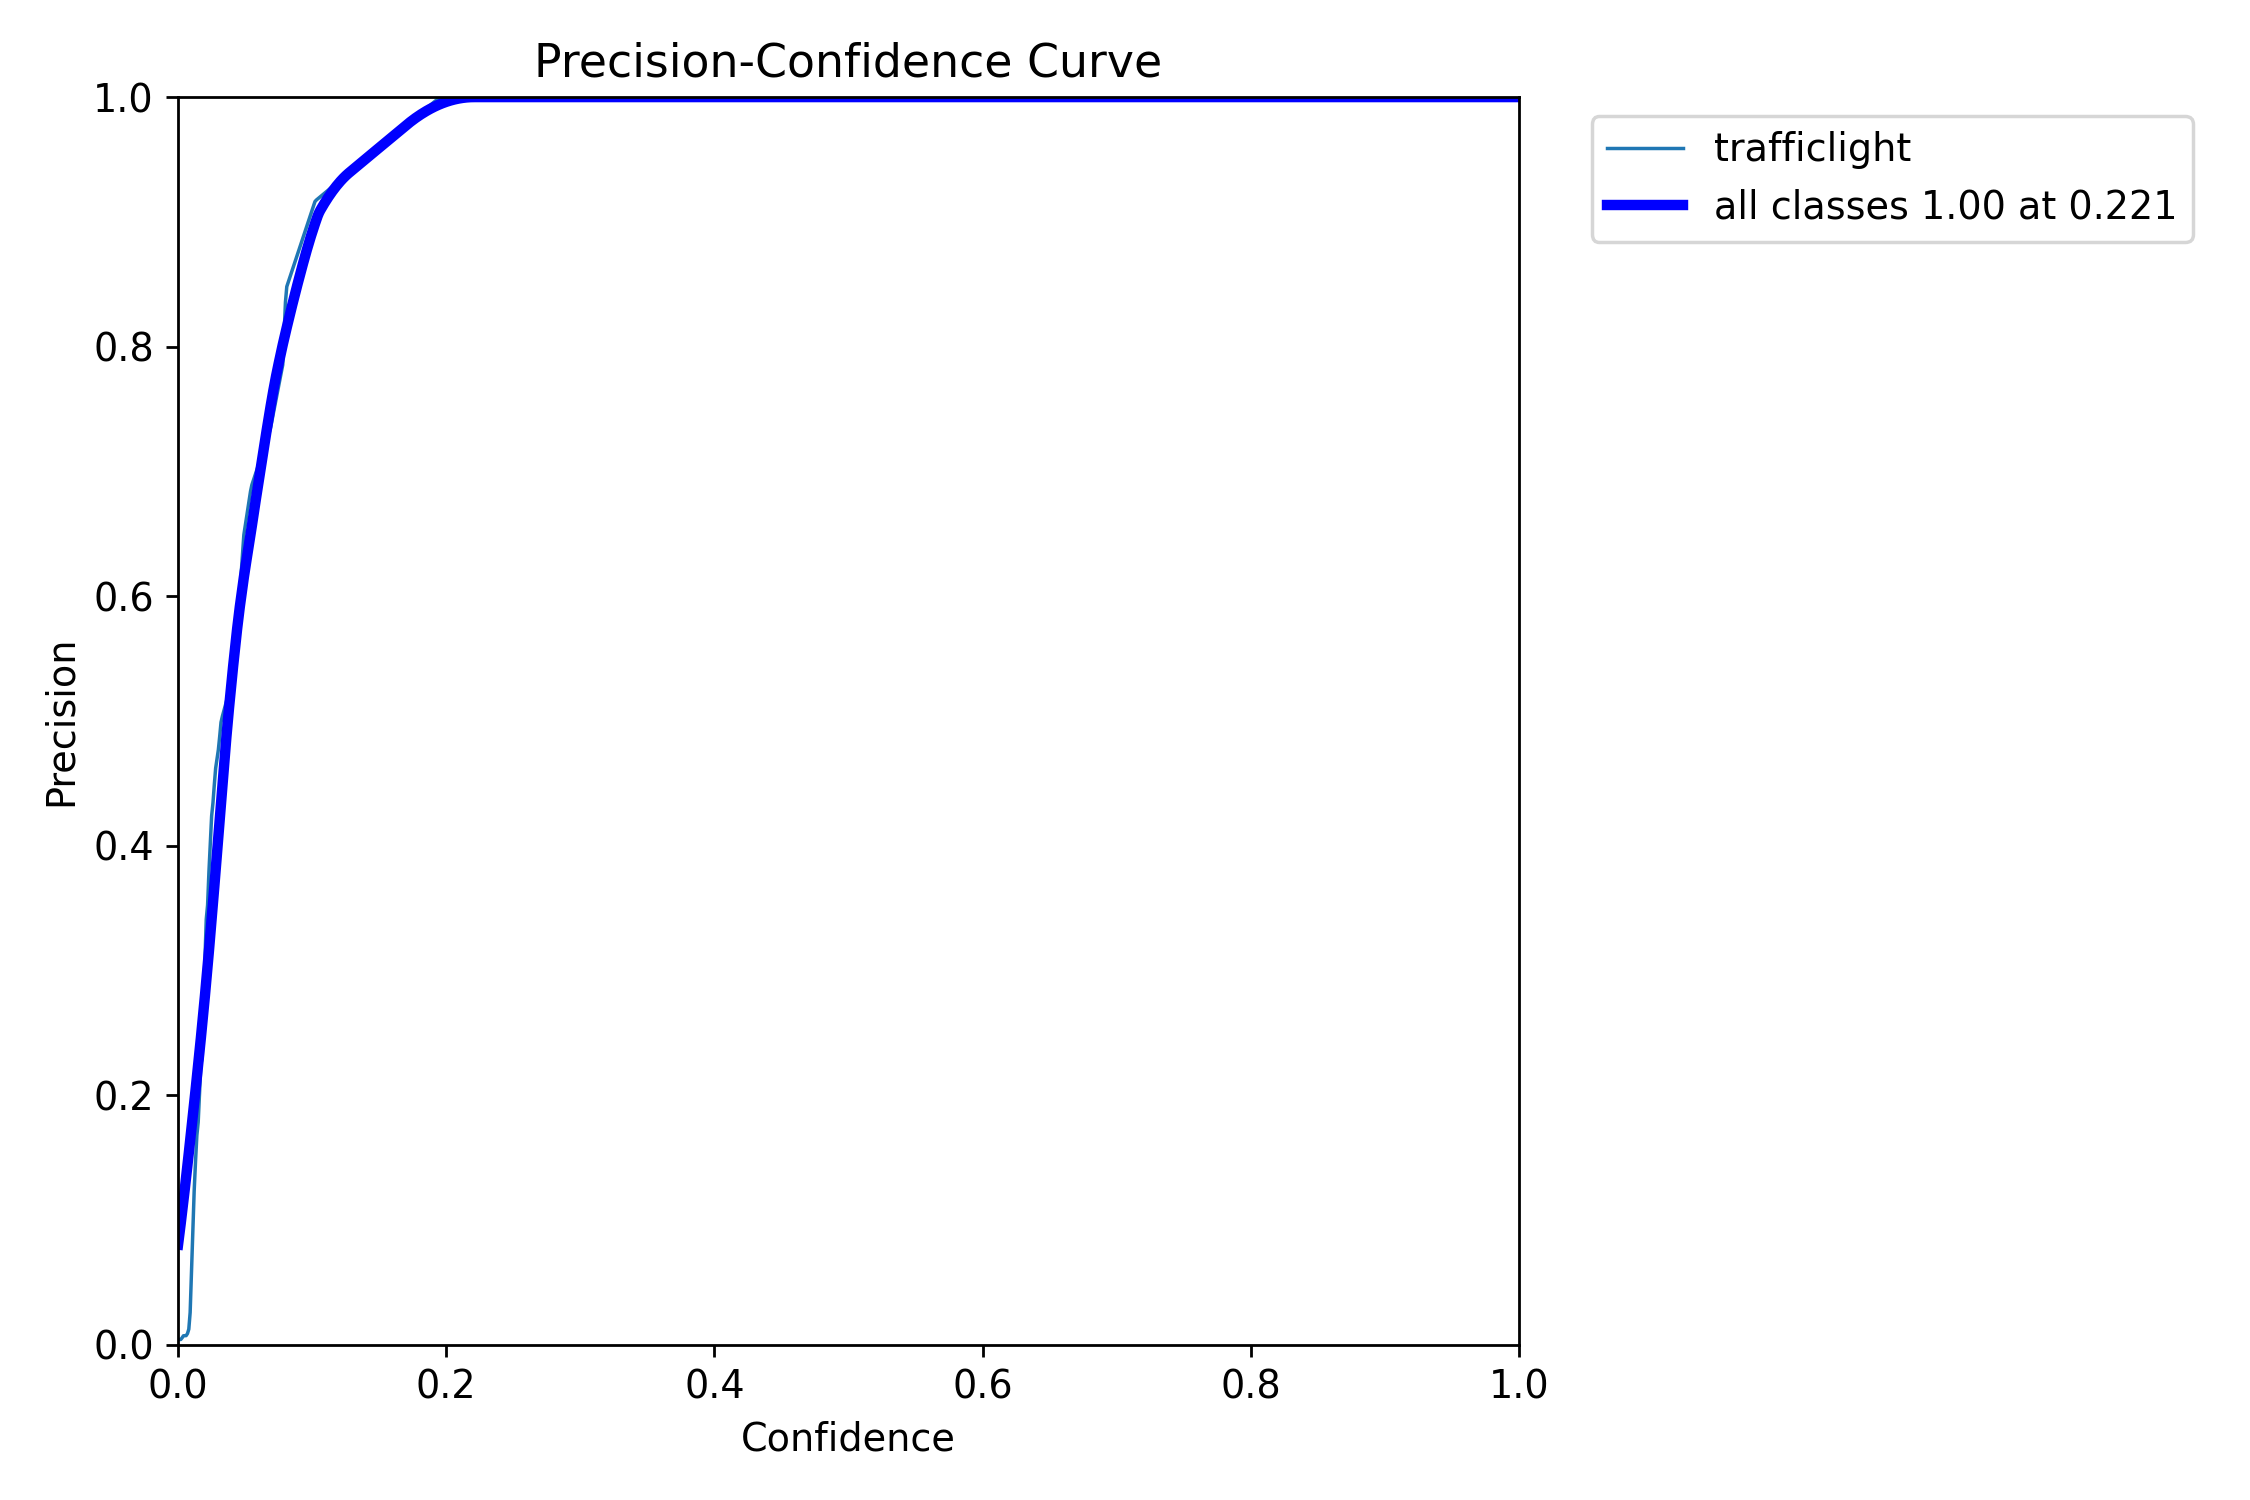 Precision-Confidence Curve
1.0
0.8
0.6
0.4
0.2
0.0
Precision
0.0 0.2 0.4 0.6 0.8 1.0
Confidence
trafficlight
all classes 1.00 at 0.221